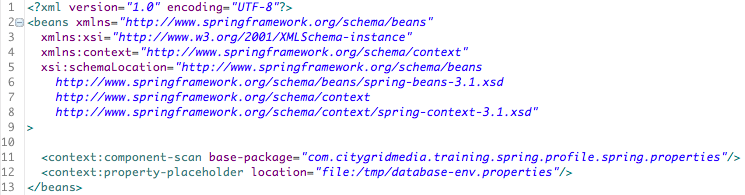 1 <?xml version="1.0" encoding="UTF-8"?>
2 <beans xmlns="http://www.springframework.org/schema/beans"
3 xmlns:xsi="http://www.w3.org/2001/XMLSchema-instance"
4 xmlns:context="http://www.springframework.org/schema/context"
5 xsi:schemaLocation="http://www.springframework.org/schema/beans
6 http://www.springframework.org/schema/beans/spring-beans-3.1.xsd
7 http://www.springframework.org/schema/context
8 http://www.springframework.org/schema/context/spring-context-3.1.xsd"
9 >
10
11 <context:component-scan base-package="com.citygridmedia.training.spring.profile.spring.properties"/>
12 <context:property-placeholder location="file:/tmp/database-env.properties"/>
13 </beans>